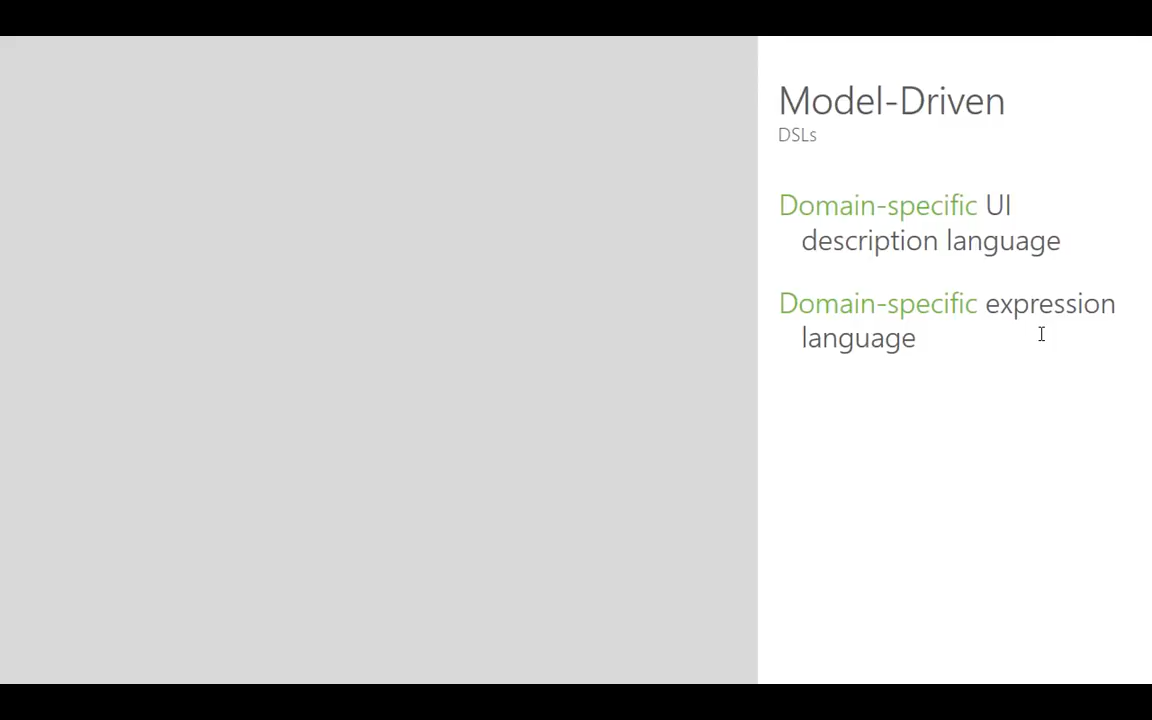 Model-Driven
DSLs
Domain-specific UI
description language
Domain-specific expression
language